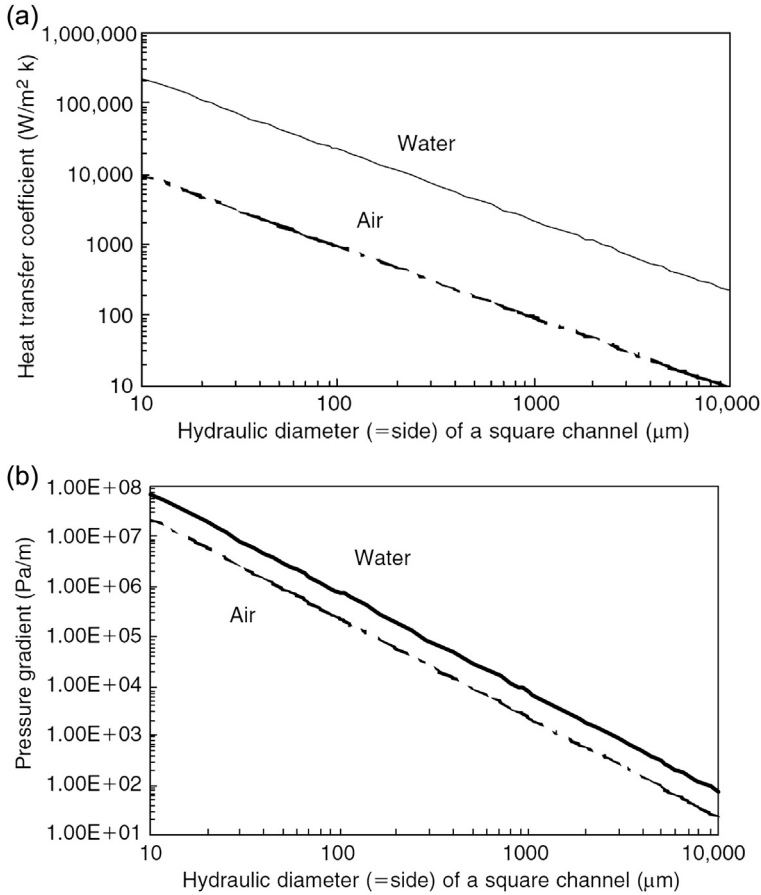 (a)
1,000,000
100,000
10,000
1000
100
10
Heat transfer coefficient (W/m² k)
Water
Air
10 100 1000 10,000
Hydraulic diameter (=side) of a square channel (μm)
(b)
1.00E+08
1.00E+07
1.00E+06
1.00E+05
1.00E+04
1.00E+03
1.00E+02
1.00E+01
Pressure gradient (Pa/m)
Water
Air
10 100 1000 10,000
Hydraulic diameter (=side) of a square channel (μm)